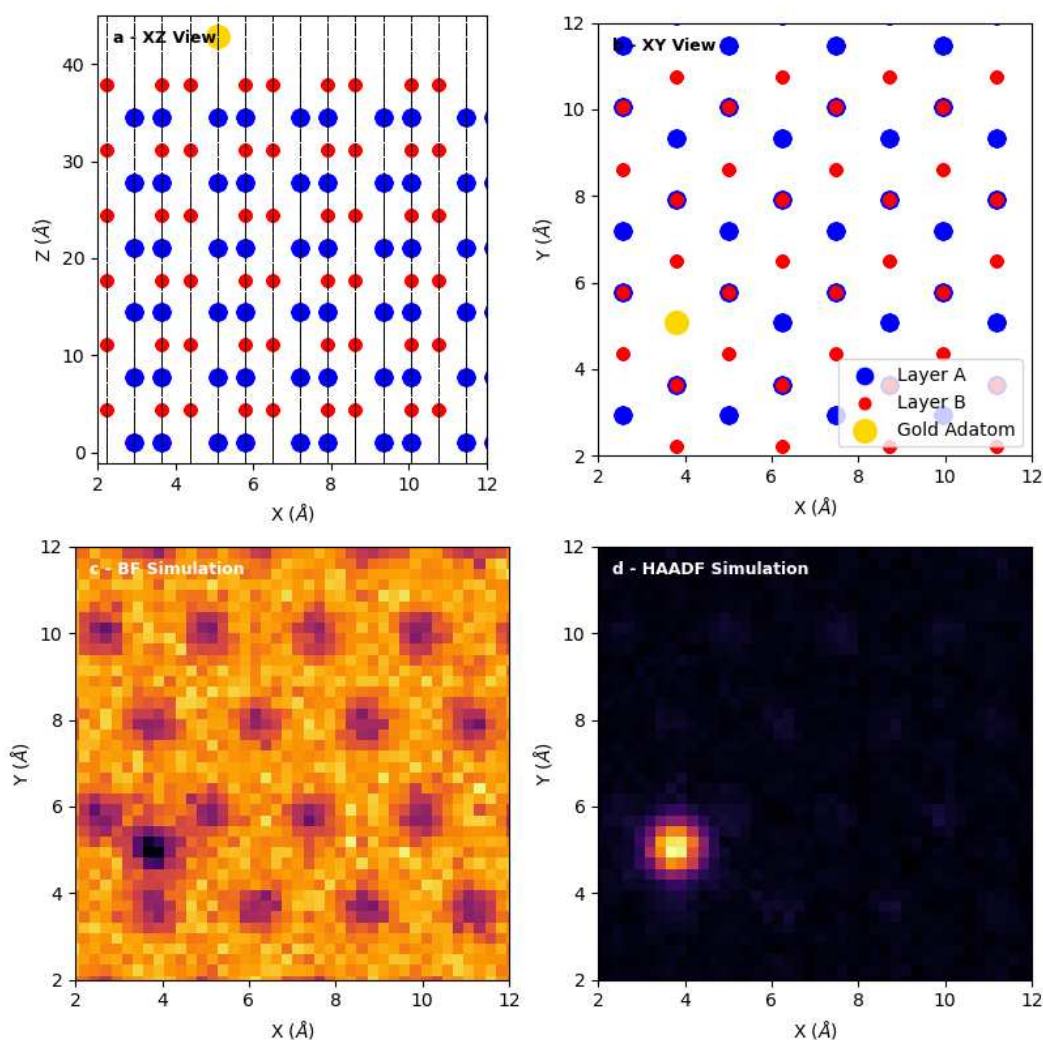 a - XZ View
40
30
20
10
0
Z (Å)
2 4 6 8 10 12
X (Å)
b - XY View
12
10
8
6
4
2
Y (Å)
Layer A
Layer B
Gold Adatom
2 4 6 8 10 12
X (Å)
c - BF Simulation
12
10
8
6
4
2
Y (Å)
2 4 6 8 10 12
X (Å)
d - HAADF Simulation
12
10
8
6
4
2
Y (Å)
2 4 6 8 10 12
X (Å)